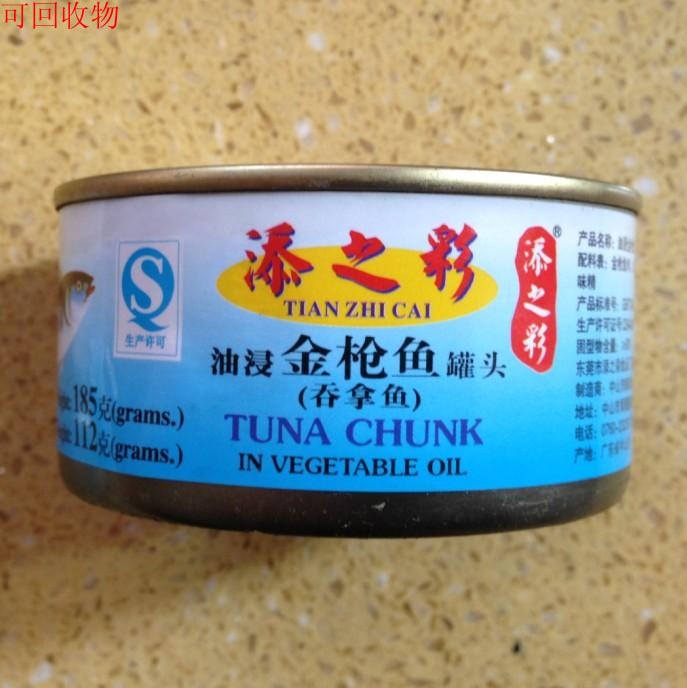 可回收物
添之彩
TIAN ZHI CAI
油浸金枪鱼罐头
(吞拿鱼)
TUNA CHUNK
IN VEGETABLE OIL
生产许可
185克(grams.)
112克(grams.)
添之彩®
产品名称:
配料表:
味精
产品标准号:
生产许可证号:
固型物含量:
制造商:
地址:
电话:
产地: